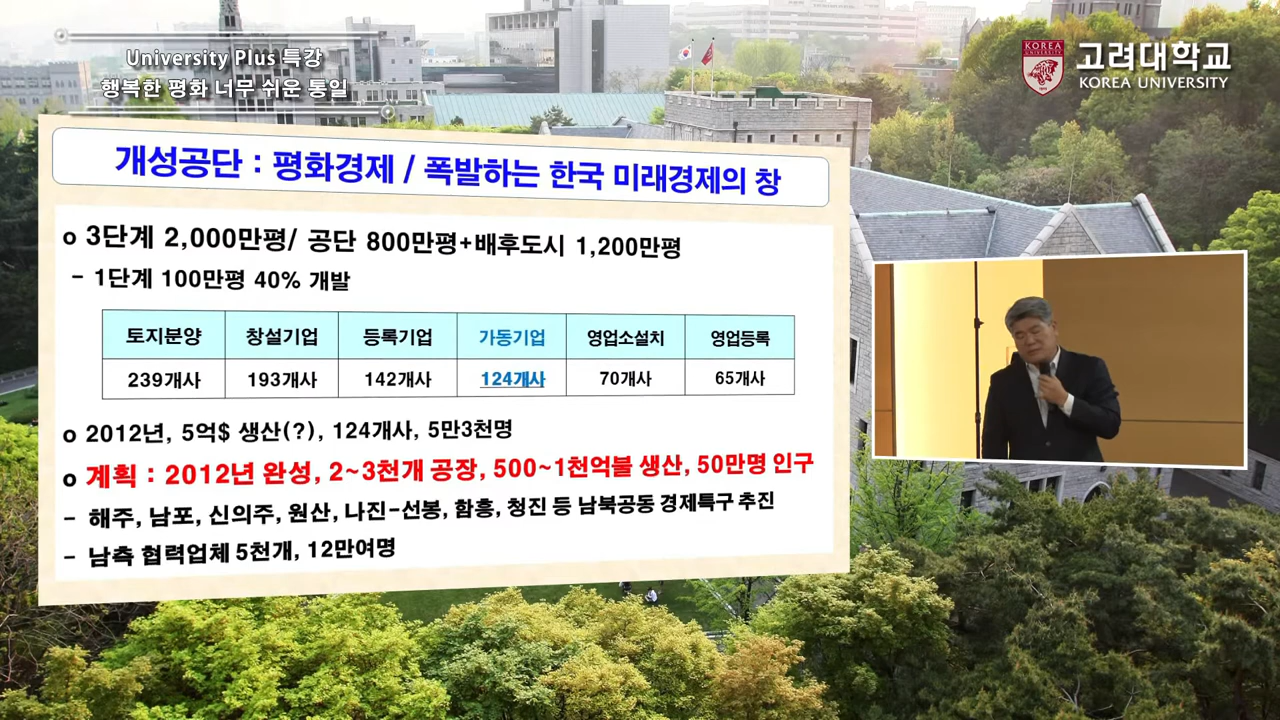 University Plus 특강
행복한 평화 너무 쉬운 통일
KOREA
UNIVERSITY
고려대학교
KOREA UNIVERSITY
개성공단 : 평화경제 / 폭발하는 한국 미래경제의 창
o 3단계 2,000만평/ 공단 800만평+배후도시 1,200만평
- 1단계 100만평 40% 개발
토지분양 창설기업 등록기업 가동기업 영업소설치 영업등록
239개사 193개사 142개사 124개사 70개사 65개사
o 2012년, 5억$ 생산(?), 124개사, 5만3천명
o 계획 : 2012년 완성, 2~3천개 공장, 500~1천억불 생산, 50만명 인구
- 해주, 남포, 신의주, 원산, 나진-선봉, 함흥, 청진 등 남북공동 경제특구 추진
- 남측 협력업체 5천개, 12만여명